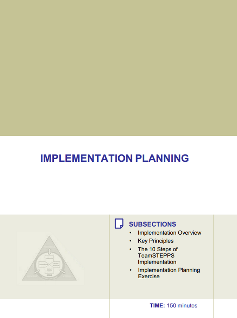 IMPLEMENTATION PLANNING
SUBSECTIONS
• Implementation Overview
• Key Principles
• The 10 Steps of
TeamSTEPPS
Implementation
• Implementation Planning
Exercise
TIME: 150 minutes